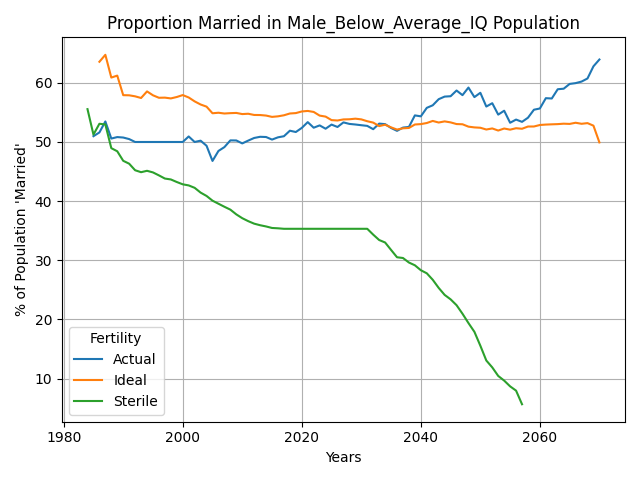 Proportion Married in Male_Below_Average_IQ Population
% of Population 'Married'
60
50
40
30
20
10
Fertility
Actual
Ideal
Sterile
1980
2000
2020
2040
2060
Years